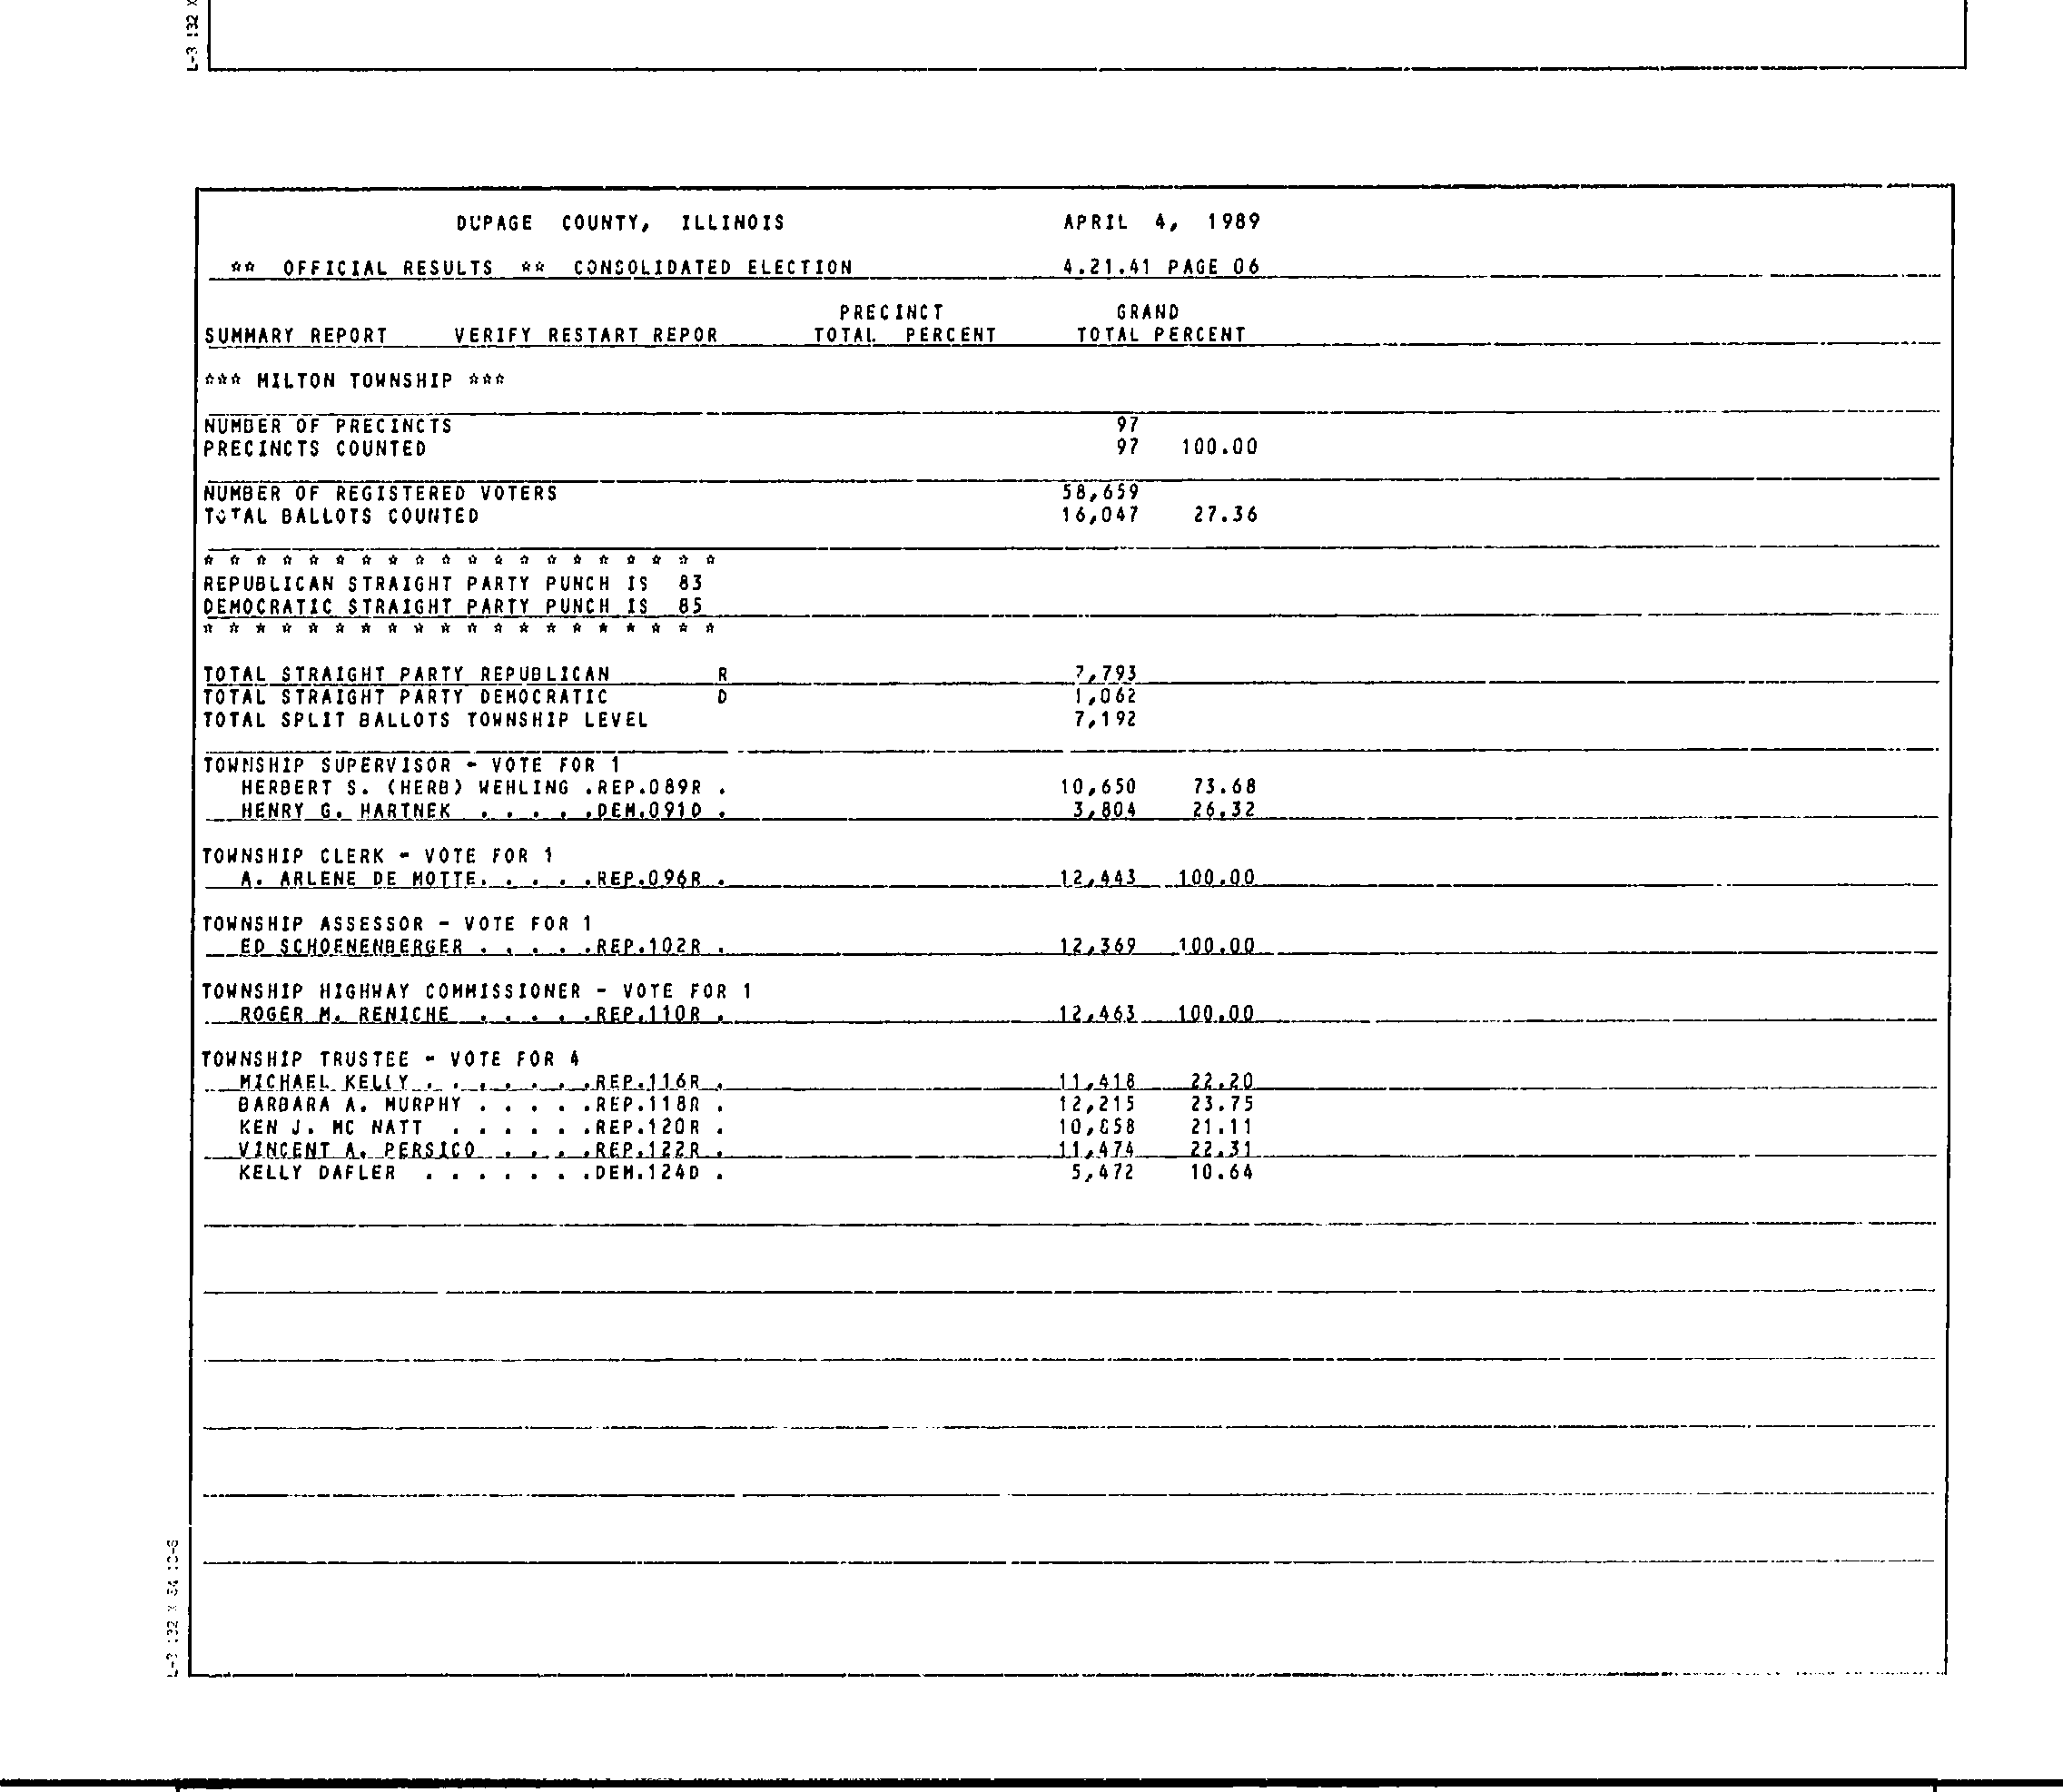 L-3 132 X
DUPAGE COUNTY, ILLINOIS APRIL 4, 1989
** OFFICIAL RESULTS ** CONSOLIDATED ELECTION 4.21.41 PAGE 06
PRECINCT GRAND
SUMMARY REPORT VERIFY RESTART REPOR TOTAL PERCENT TOTAL PERCENT
*** MILTON TOWNSHIP ***
NUMBER OF PRECINCTS 97
PRECINCTS COUNTED 97 100.00
NUMBER OF REGISTERED VOTERS 58,659
TOTAL BALLOTS COUNTED 16,047 27.36
* * * * * * * * * * * * * * * * * * * *
REPUBLICAN STRAIGHT PARTY PUNCH IS 83
DEMOCRATIC STRAIGHT PARTY PUNCH IS 85
* * * * * * * * * * * * * * * * * * * *
TOTAL STRAIGHT PARTY REPUBLICAN R 7,793
TOTAL STRAIGHT PARTY DEMOCRATIC D 1,062
TOTAL SPLIT BALLOTS TOWNSHIP LEVEL 7,192
TOWNSHIP SUPERVISOR - VOTE FOR 1
HERBERT S. (HERB) WEHLING .REP.089R . 10,650 73.68
HENRY G. HARTNEK . . . . .DEM.091D . 3,804 26.32
TOWNSHIP CLERK - VOTE FOR 1
A. ARLENE DE MOTTE. . . . .REP.096R . 12,443 100.00
TOWNSHIP ASSESSOR - VOTE FOR 1
ED SCHOENENBERGER . . . . .REP.102R . 12,369 100.00
TOWNSHIP HIGHWAY COMMISSIONER - VOTE FOR 1
ROGER M. RENICHE . . . . .REP.110R . 12,463 100.00
TOWNSHIP TRUSTEE - VOTE FOR 4
MICHAEL KELLY . . . . . . .REP.116R . 11,418 22.20
BARBARA A. MURPHY . . . . .REP.118R . 12,215 23.75
KEN J. MC NATT . . . . . .REP.120R . 10,858 21.11
VINCENT A. PERSICO . . . .REP.122R . 11,474 22.31
KELLY DAFLER . . . . . . .DEM.124D . 5,472 10.64